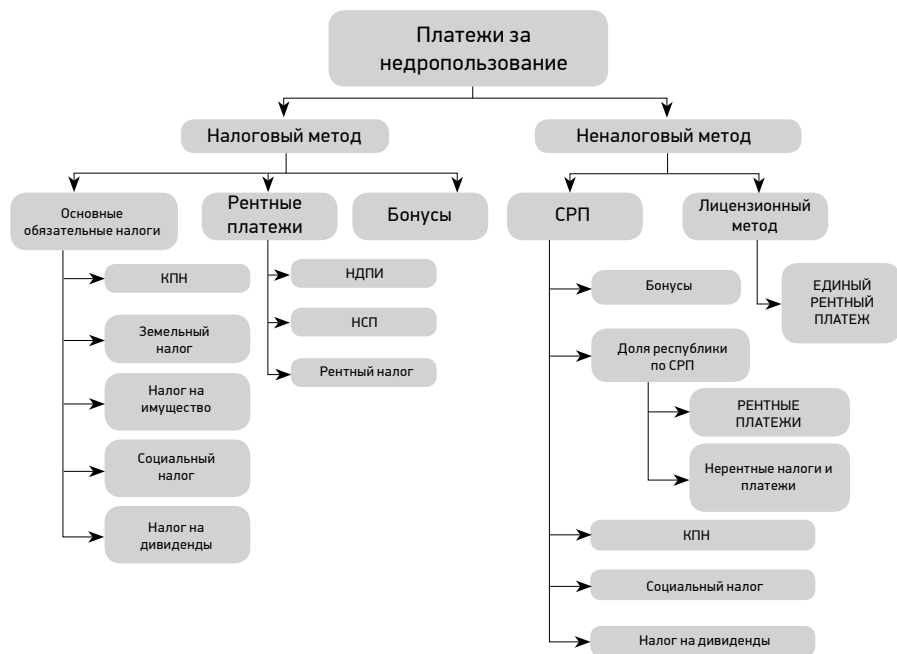 Платежи за
недропользование
Налоговый метод
Неналоговый метод
Основные
обязательные налоги
Рентные
платежи
Бонусы
СРП
Лицензионный
метод
КПН
Земельный
налог
Налог на
имущество
Социальный
налог
Налог на
дивиденды
НДПИ
НСП
Рентный налог
Бонусы
Доля республики
по СРП
РЕНТНЫЕ
ПЛАТЕЖИ
Нерентные налоги и
платежи
КПН
Социальный налог
Налог на дивиденды
ЕДИНЫЙ
РЕНТНЫЙ
ПЛАТЕЖ